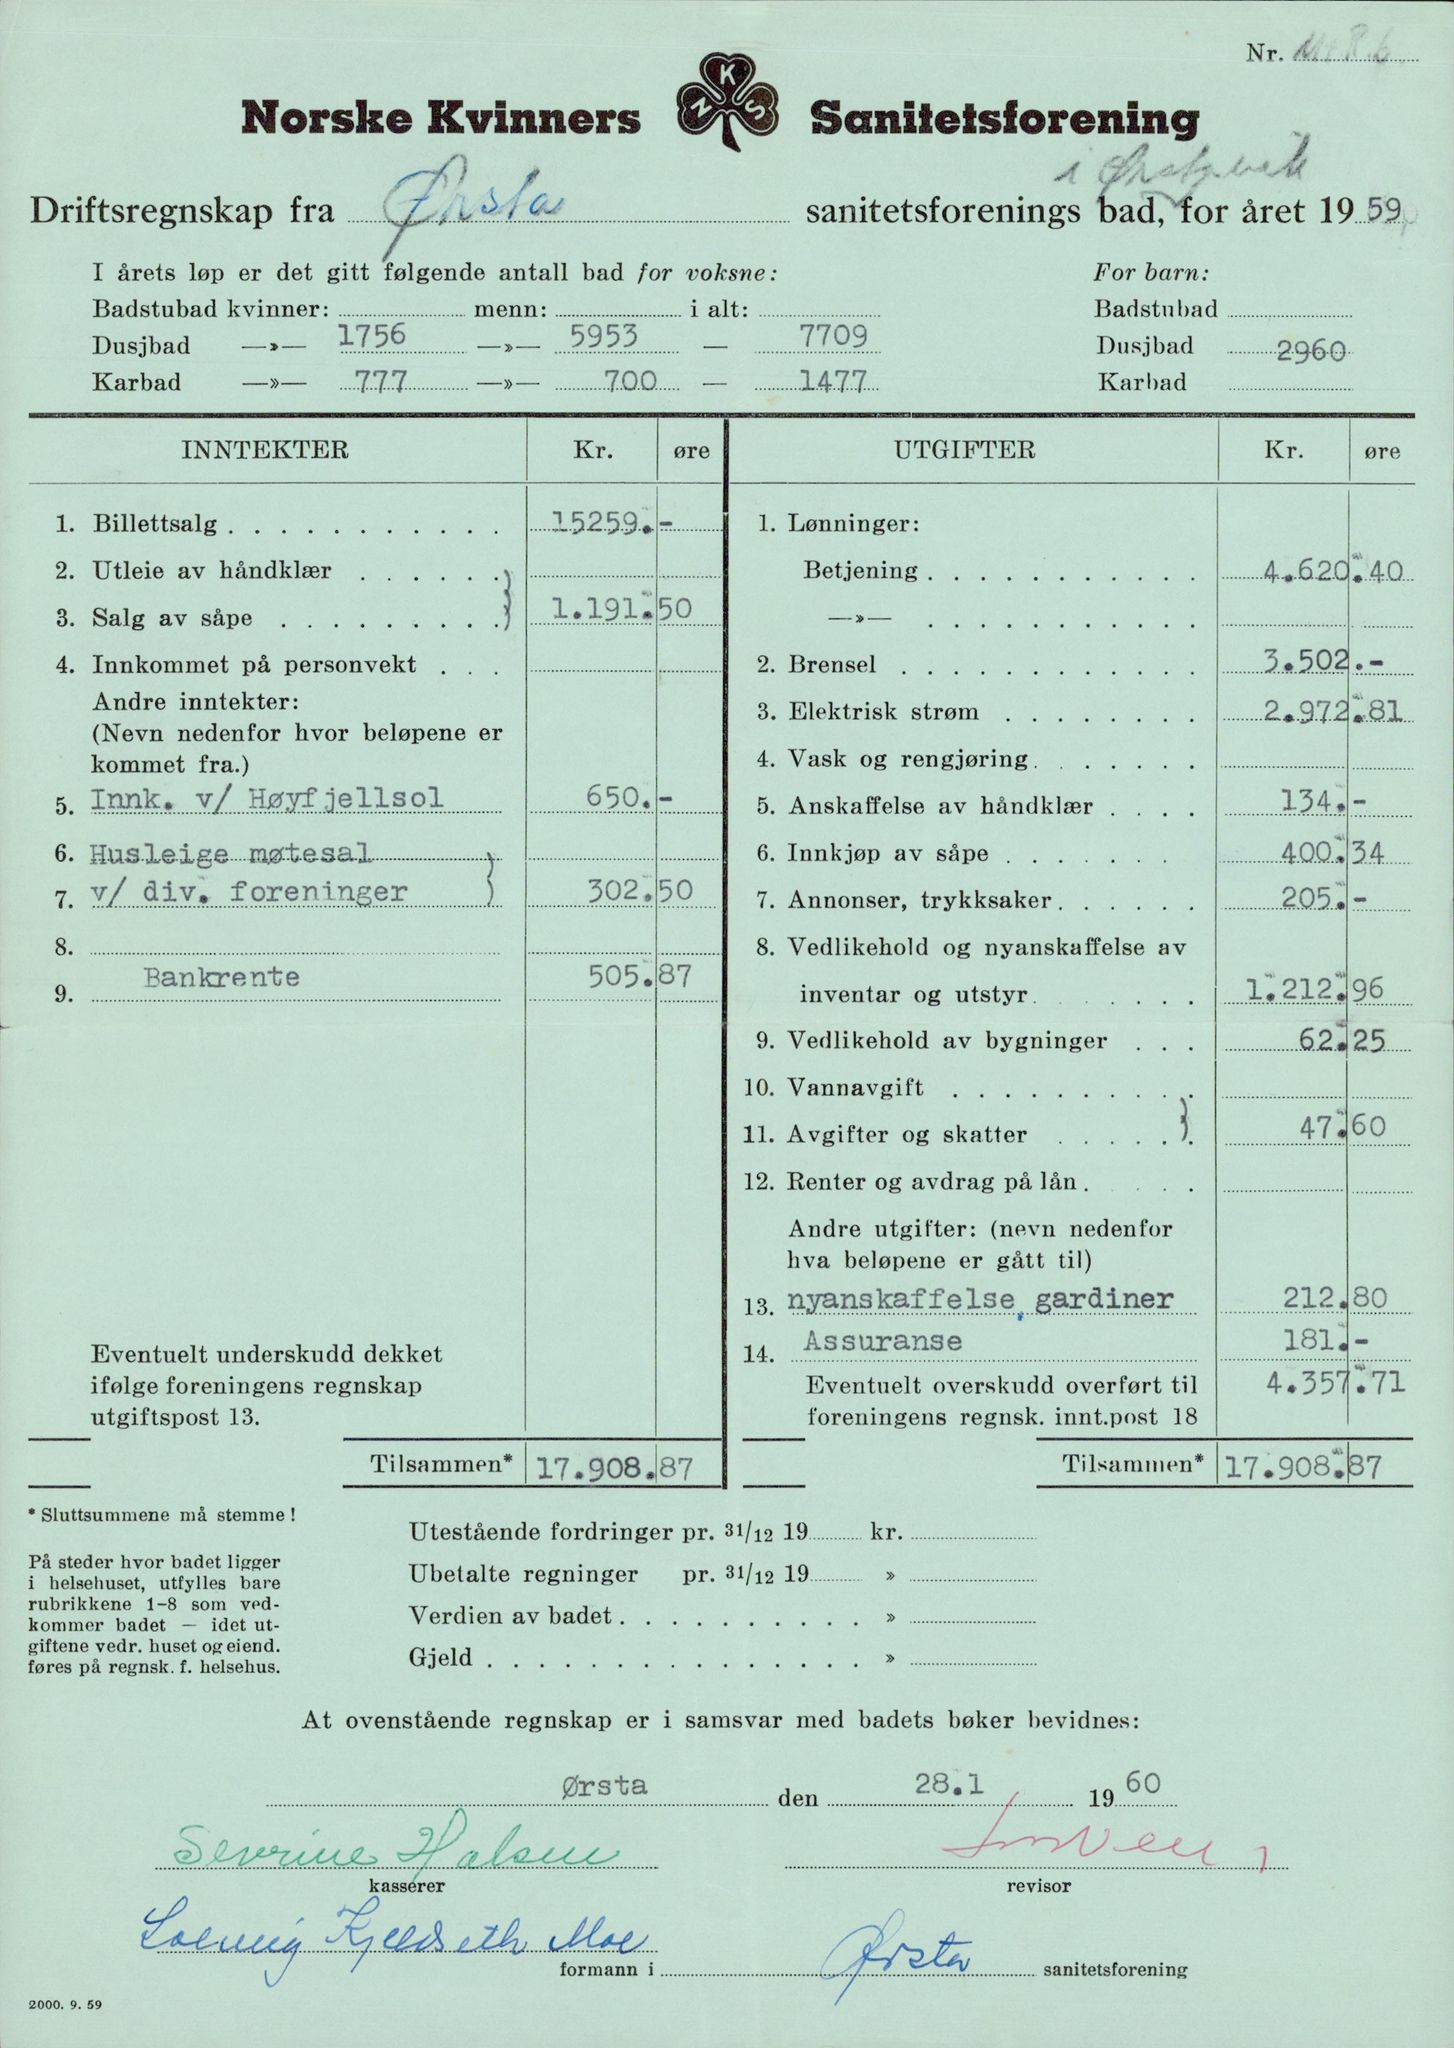 Nr. M.R. 6
Norske Kvinners NKS Sanitetsforening
i Ørstavik
Driftsregnskap fra Ørsta sanitetsforenings bad, for året 1959
I årets løp er det gitt følgende antall bad for voksne: For barn:
Badstubad kvinner: menn: i alt: Badstubad
Dusjbad —»— 1756 —»— 5953 — 7709 Dusjbad 2960
Karbad —»— 777 —»— 700 — 1477 Karbad
INNTEKTER Kr. øre
1. Billettsalg 15259.-
2. Utleie av håndklær
3. Salg av såpe 1.191.50
4. Innkommet på personvekt
Andre inntekter:
(Nevn nedenfor hvor beløpene er
kommet fra.)
5. Innk. v/ Høyfjellsol 650.-
6. Husleige møtesal
7. v/ div. foreninger 302.50
8.
9. Bankrente 505.87
Eventuelt underskudd dekket
ifølge foreningens regnskap
utgiftspost 13.
Tilsammen* 17.908.87
UTGIFTER Kr. øre
1. Lønninger:
Betjening 4.620.40
—»—
2. Brensel 3.502.-
3. Elektrisk strøm 2.972.81
4. Vask og rengjøring
5. Anskaffelse av håndklær 134.-
6. Innkjøp av såpe 400.34
7. Annonser, trykksaker 205.-
8. Vedlikehold og nyanskaffelse av
inventar og utstyr 1.212.96
9. Vedlikehold av bygninger 62.25
10. Vannavgift
11. Avgifter og skatter 47.60
12. Renter og avdrag på lån
Andre utgifter: (nevn nedenfor
hva beløpene er gått til)
13. nyanskaffelse, gardiner 212.80
14. Assuranse 181.-
Eventuelt overskudd overført til 4.357.71
foreningens regnsk. innt.post 18
Tilsammen* 17.908.87
* Sluttsummene må stemme!
På steder hvor badet ligger
i helsehuset, utfylles bare
rubrikkene 1-8 som ved-
kommer badet — idet ut-
giftene vedr. huset og eiend.
føres på regnsk. f. helsehus.
Utestående fordringer pr. 31/12 19 kr.
Ubetalte regninger pr. 31/12 19 »
Verdien av badet »
Gjeld »
At ovenstående regnskap er i samsvar med badets bøker bevidnes:
Ørsta den 28.1 1960
Severine Halsen
kasserer revisor
Solveig Kjeldseth Moe
formann i Ørsta sanitetsforening
2000. 9. 59